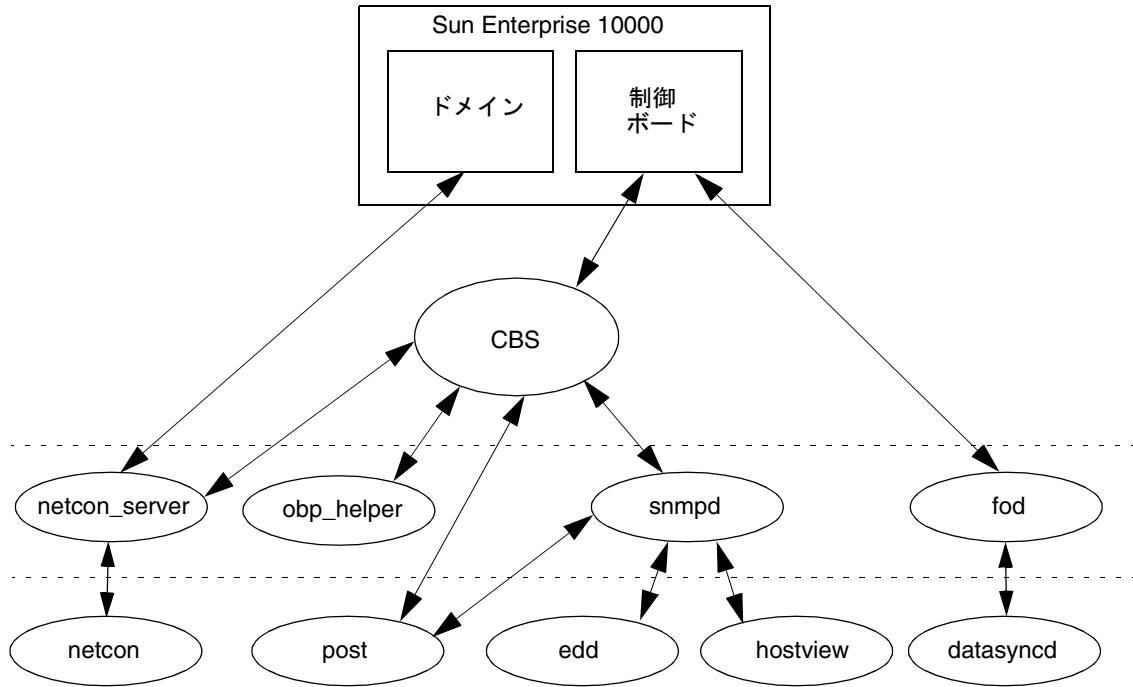 Sun Enterprise 10000
ドメイン
制御
ボード
CBS
netcon_server
obp_helper
snmpd
fod
netcon
post
edd
hostview
datasyncd